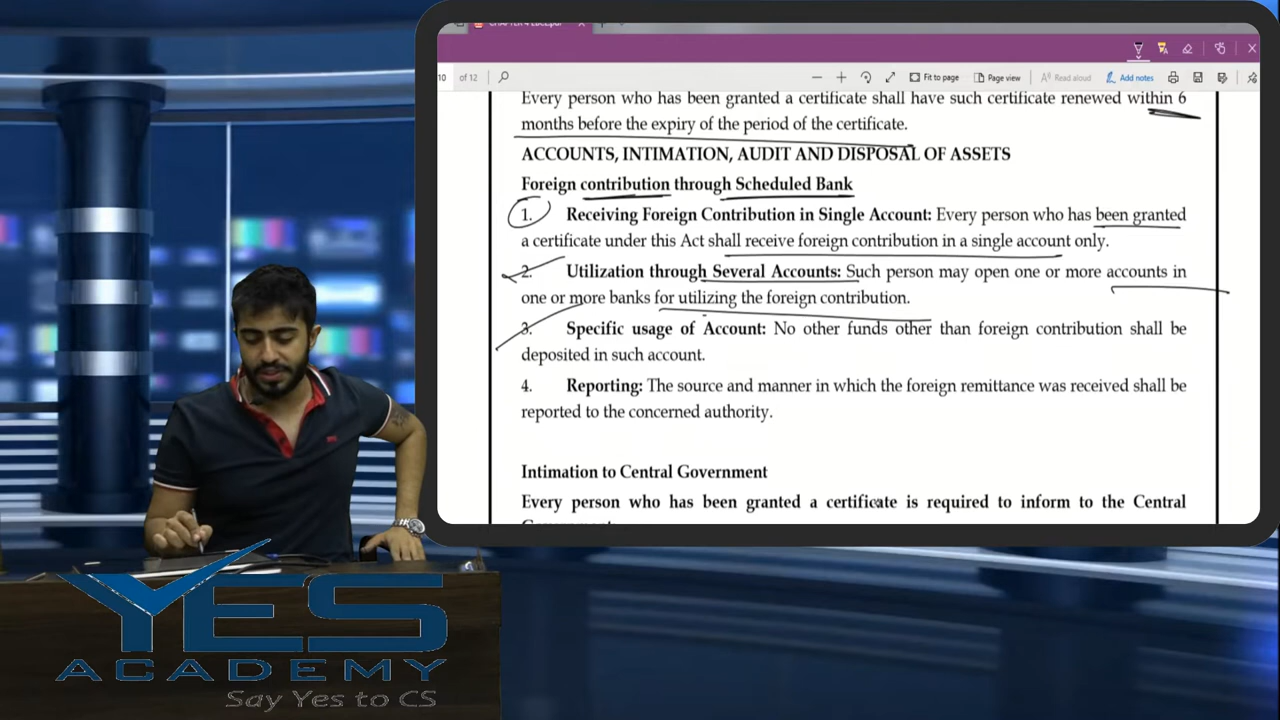 10 of 12
Fit to page
Page view
Read aloud
Add notes
Every person who has been granted a certificate shall have such certificate renewed within 6
months before the expiry of the period of the certificate.
ACCOUNTS, INTIMATION, AUDIT AND DISPOSAL OF ASSETS
Foreign contribution through Scheduled Bank
1. Receiving Foreign Contribution in Single Account: Every person who has been granted
a certificate under this Act shall receive foreign contribution in a single account only.
2. Utilization through Several Accounts: Such person may open one or more accounts in
one or more banks for utilizing the foreign contribution.
3. Specific usage of Account: No other funds other than foreign contribution shall be
deposited in such account.
4. Reporting: The source and manner in which the foreign remittance was received shall be
reported to the concerned authority.
Intimation to Central Government
Every person who has been granted a certificate is required to inform to the Central
YES
ACADEMY
Say Yes to CS